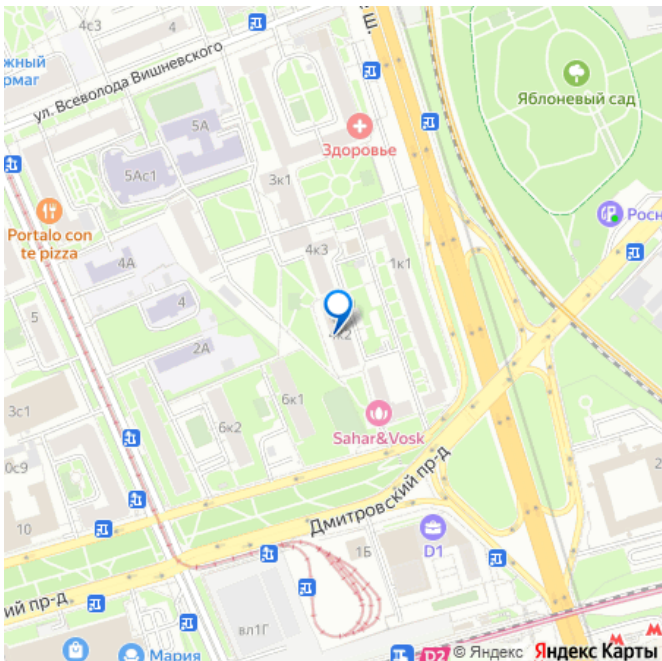 4с3
Ш.
жный
рмаг
ул. Всеволода Вишневского
Яблоневый сад
5А
Здоровье
5Ас1
3к1
Portalo con
te pizza
Росн
4к3
1к1
4А
4
5
4к2
2А
3с1
6к1
6к2
Sahar&Vosk
0с9
2
10
Дмитровский пр-д
1Б
D1
ий пр-д
вл1Г
Мария
D2
© Яндекс
Яндекс Карты